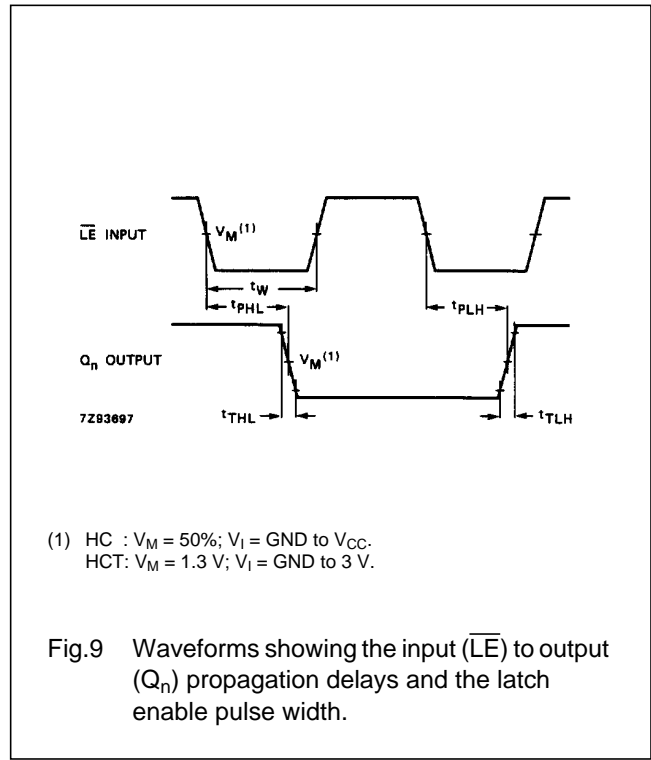 LE INPUT
VM(1)
tW
tPHL
tPLH
Qn OUTPUT
VM(1)
7Z93697
tTHL
tTLH
(1) HC : VM = 50%; VI = GND to VCC.
HCT: VM = 1.3 V; VI = GND to 3 V.
Fig.9 Waveforms showing the input (LE) to output
(Qn) propagation delays and the latch
enable pulse width.